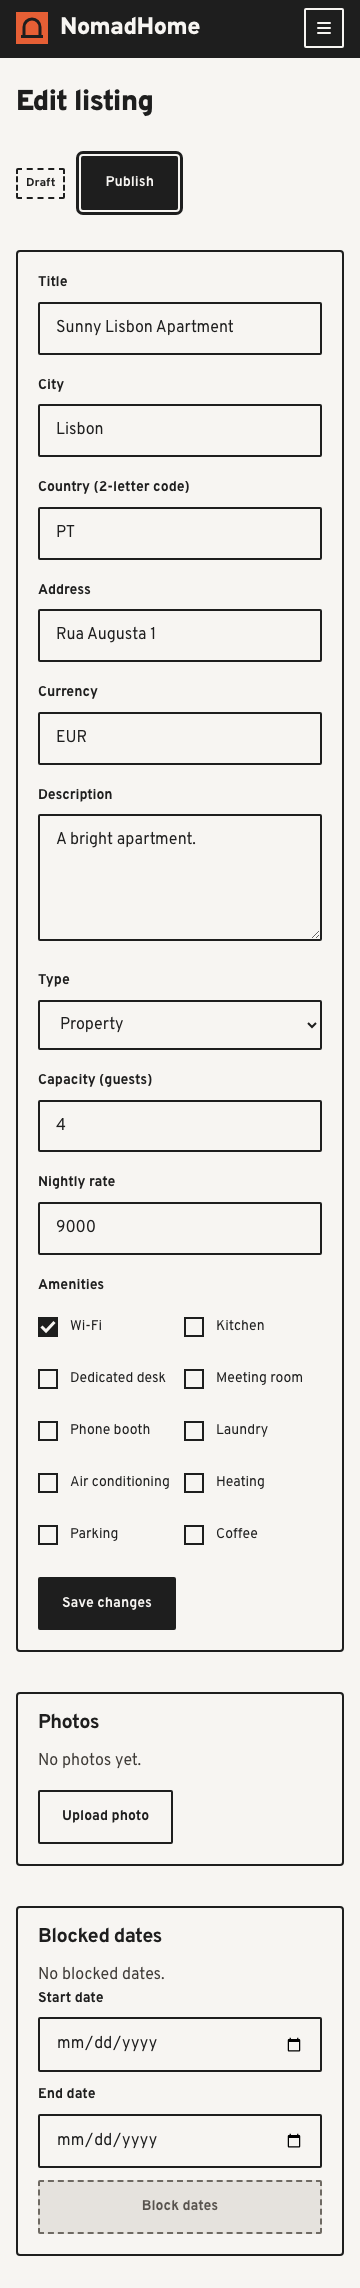 NomadHome
Edit listing
Draft
Publish
Title
Sunny Lisbon Apartment
City
Lisbon
Country (2-letter code)
PT
Address
Rua Augusta 1
Currency
EUR
Description
A bright apartment.
Type
Property
Capacity (guests)
4
Nightly rate
9000
Amenities
Wi-Fi Kitchen
Dedicated desk Meeting room
Phone booth Laundry
Air conditioning Heating
Parking Coffee
Save changes
Photos
No photos yet.
Upload photo
Blocked dates
No blocked dates.
Start date
mm/dd/yyyy
End date
mm/dd/yyyy
Block dates